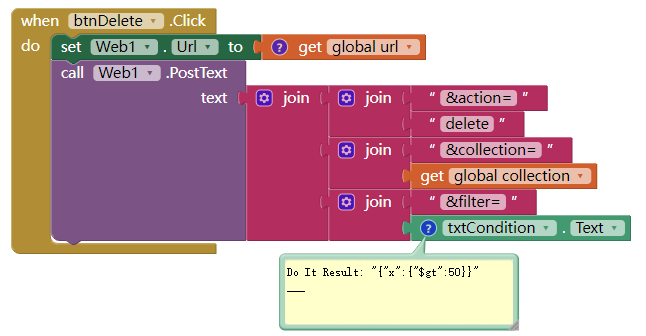 when btnDelete .Click
do set Web1 . Url to ? get global url
call Web1 .PostText
text join join " &action= "
" delete "
join " &collection= "
get global collection
join " &filter= "
? txtCondition . Text
Do It Result: "{"x":{"$gt":50}}"